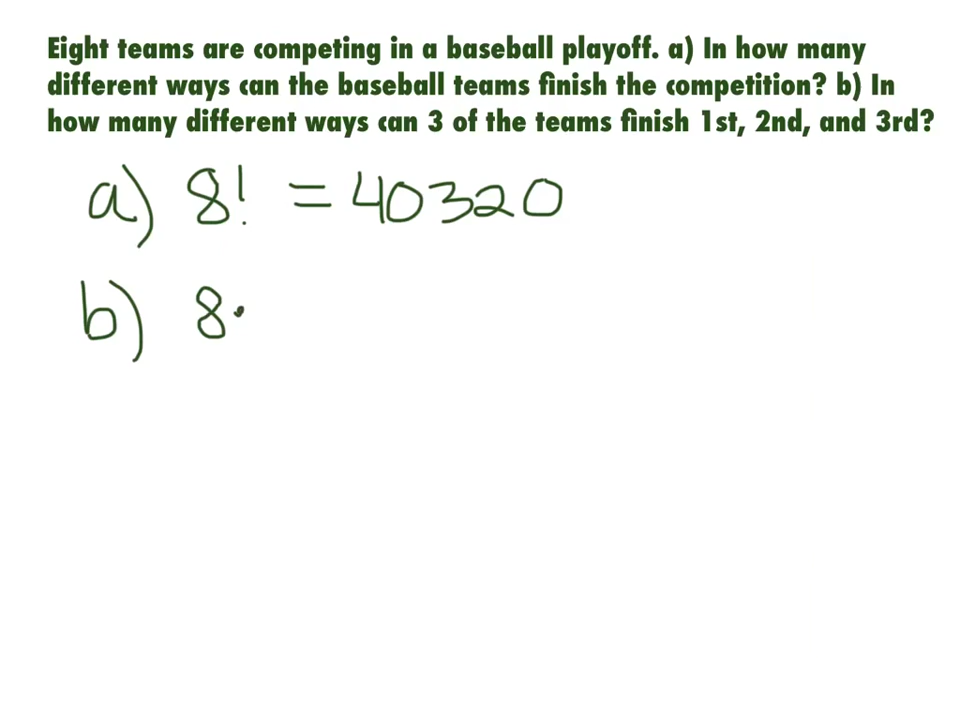 Eight teams are competing in a baseball playoff. a) In how many
different ways can the baseball teams finish the competition? b) In
how many different ways can 3 of the teams finish 1st, 2nd, and 3rd?
a) 8! = 40320
b) 8·